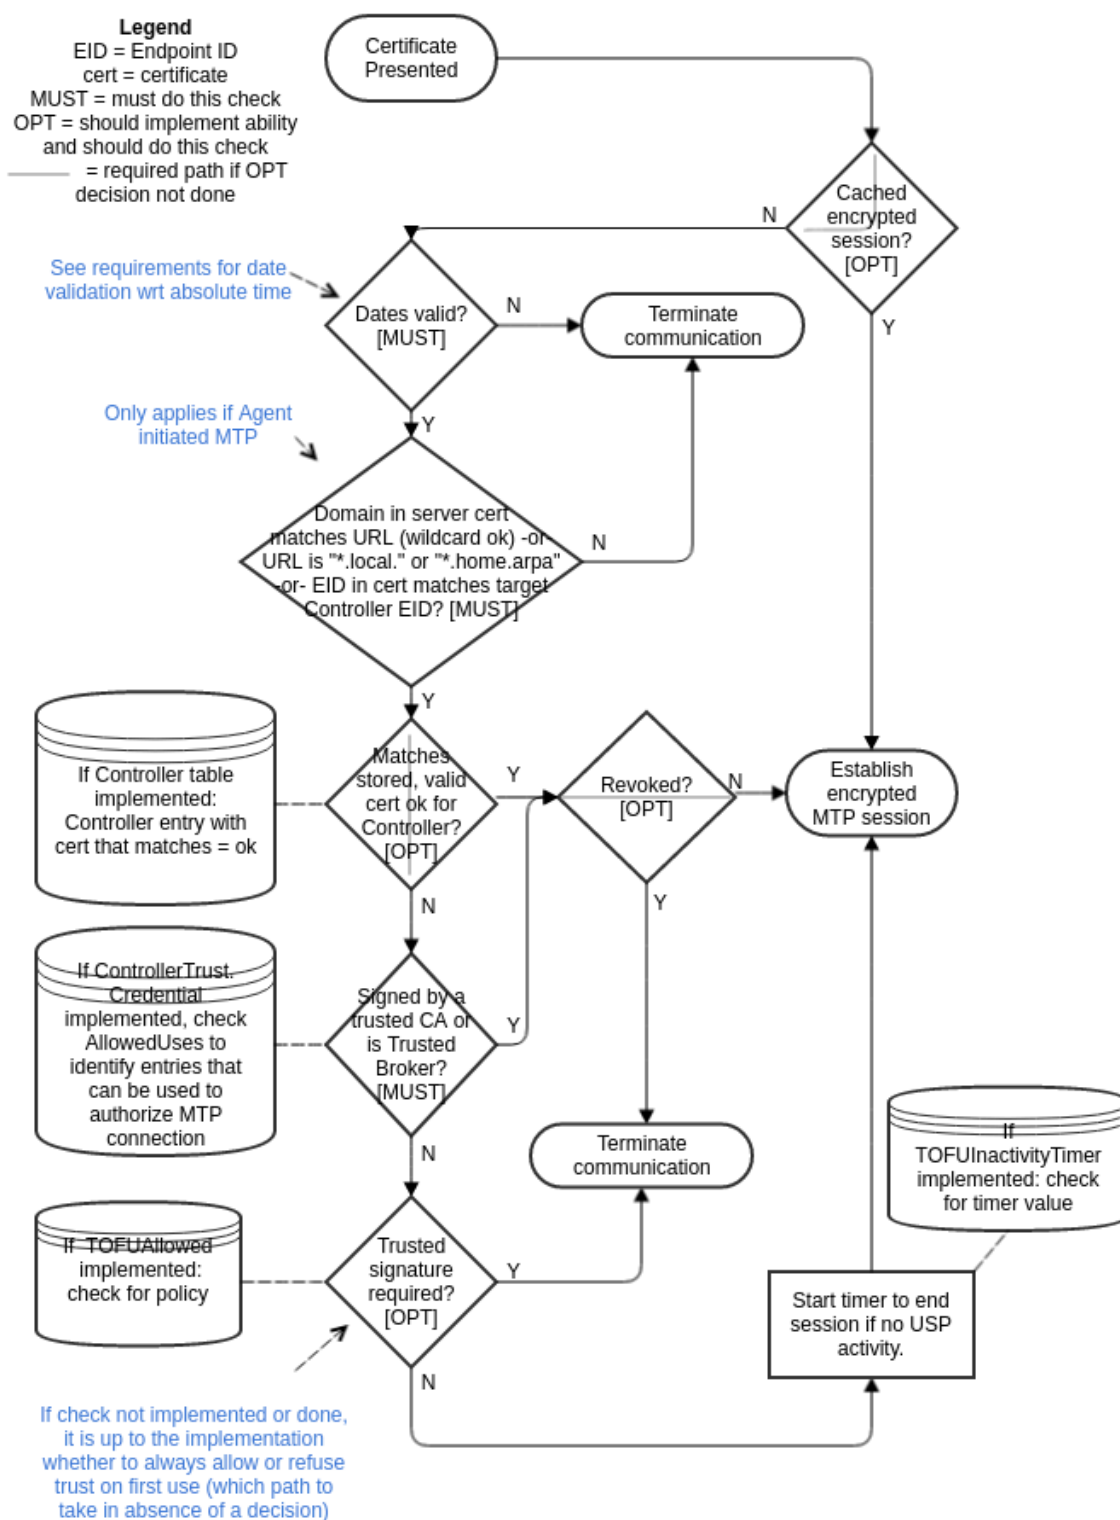 Legend
EID = Endpoint ID
cert = certificate
MUST = must do this check
OPT = should implement ability
and should do this check
= required path if OPT
decision not done
Certificate
Presented
Cached
encrypted
session?
[OPT]
N
Y
See requirements for date
validation wrt absolute time
Dates valid?
[MUST]
N
Y
Terminate
communication
Only applies if Agent
initiated MTP
Domain in server cert
matches URL (wildcard ok) -or-
URL is "*.local." or "*.home.arpa"
-or- EID in cert matches target
Controller EID? [MUST]
N
Y
If Controller table
implemented:
Controller entry with
cert that matches = ok
Matches
stored, valid
cert ok for
Controller?
[OPT]
Y
N
Revoked?
[OPT]
N
Y
Establish
encrypted
MTP session
If ControllerTrust.
Credential
implemented, check
AllowedUses to
identify entries that
can be used to
authorize MTP
connection
Signed by a
trusted CA or
is Trusted
Broker?
[MUST]
Y
N
Terminate
communication
If
TOFUInactivityTimer
implemented: check
for timer value
If TOFUAllowed
implemented:
check for policy
Trusted
signature
required?
[OPT]
Y
N
Start timer to end
session if no USP
activity.
If check not implemented or done,
it is up to the implementation
whether to always allow or refuse
trust on first use (which path to
take in absence of a decision)